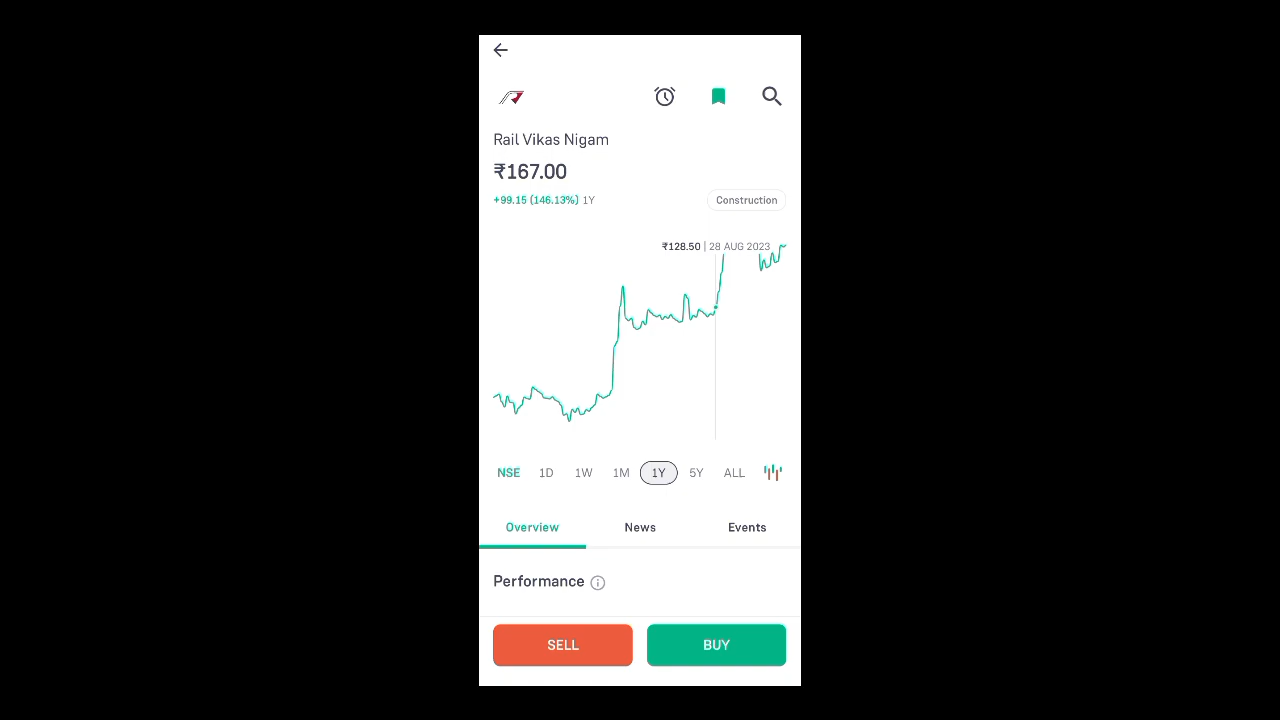 Rail Vikas Nigam
₹167.00
+99.15 (146.13%) 1Y
Construction
₹128.50 | 28 AUG 2023
NSE 1D 1W 1M 1Y 5Y ALL
Overview News Events
Performance
SELL BUY